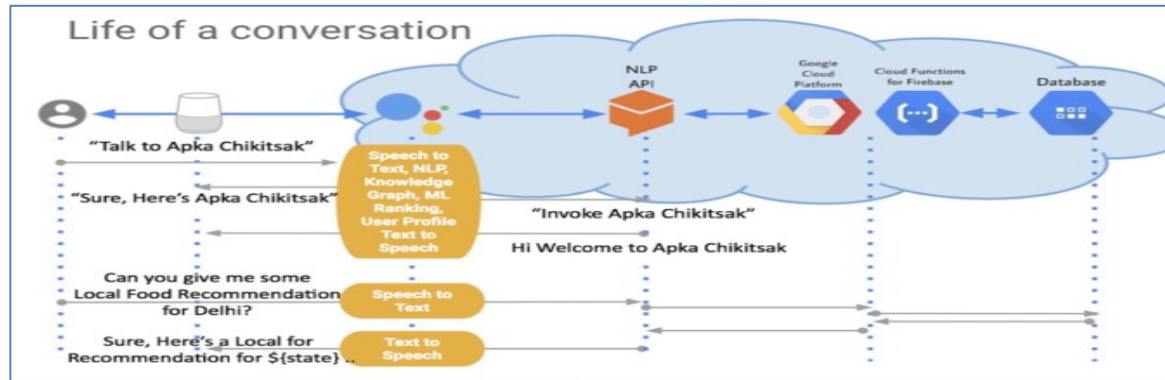 Life of a conversation
NLP
API
Google
Cloud
Platform
Cloud Functions
for Firebase
Database
“Talk to Apka Chikitsak”
“Sure, Here’s Apka Chikitsak”
Speech to
Text, NLP,
Knowledge
Graph, ML
Ranking,
User Profile
Text to
Speech
“Invoke Apka Chikitsak”
Hi Welcome to Apka Chikitsak
Can you give me some
Local Food Recommendation
for Delhi?
Speech to
Text
Sure, Here’s a Local for
Recommendation for ${state} ..
Text to
Speech